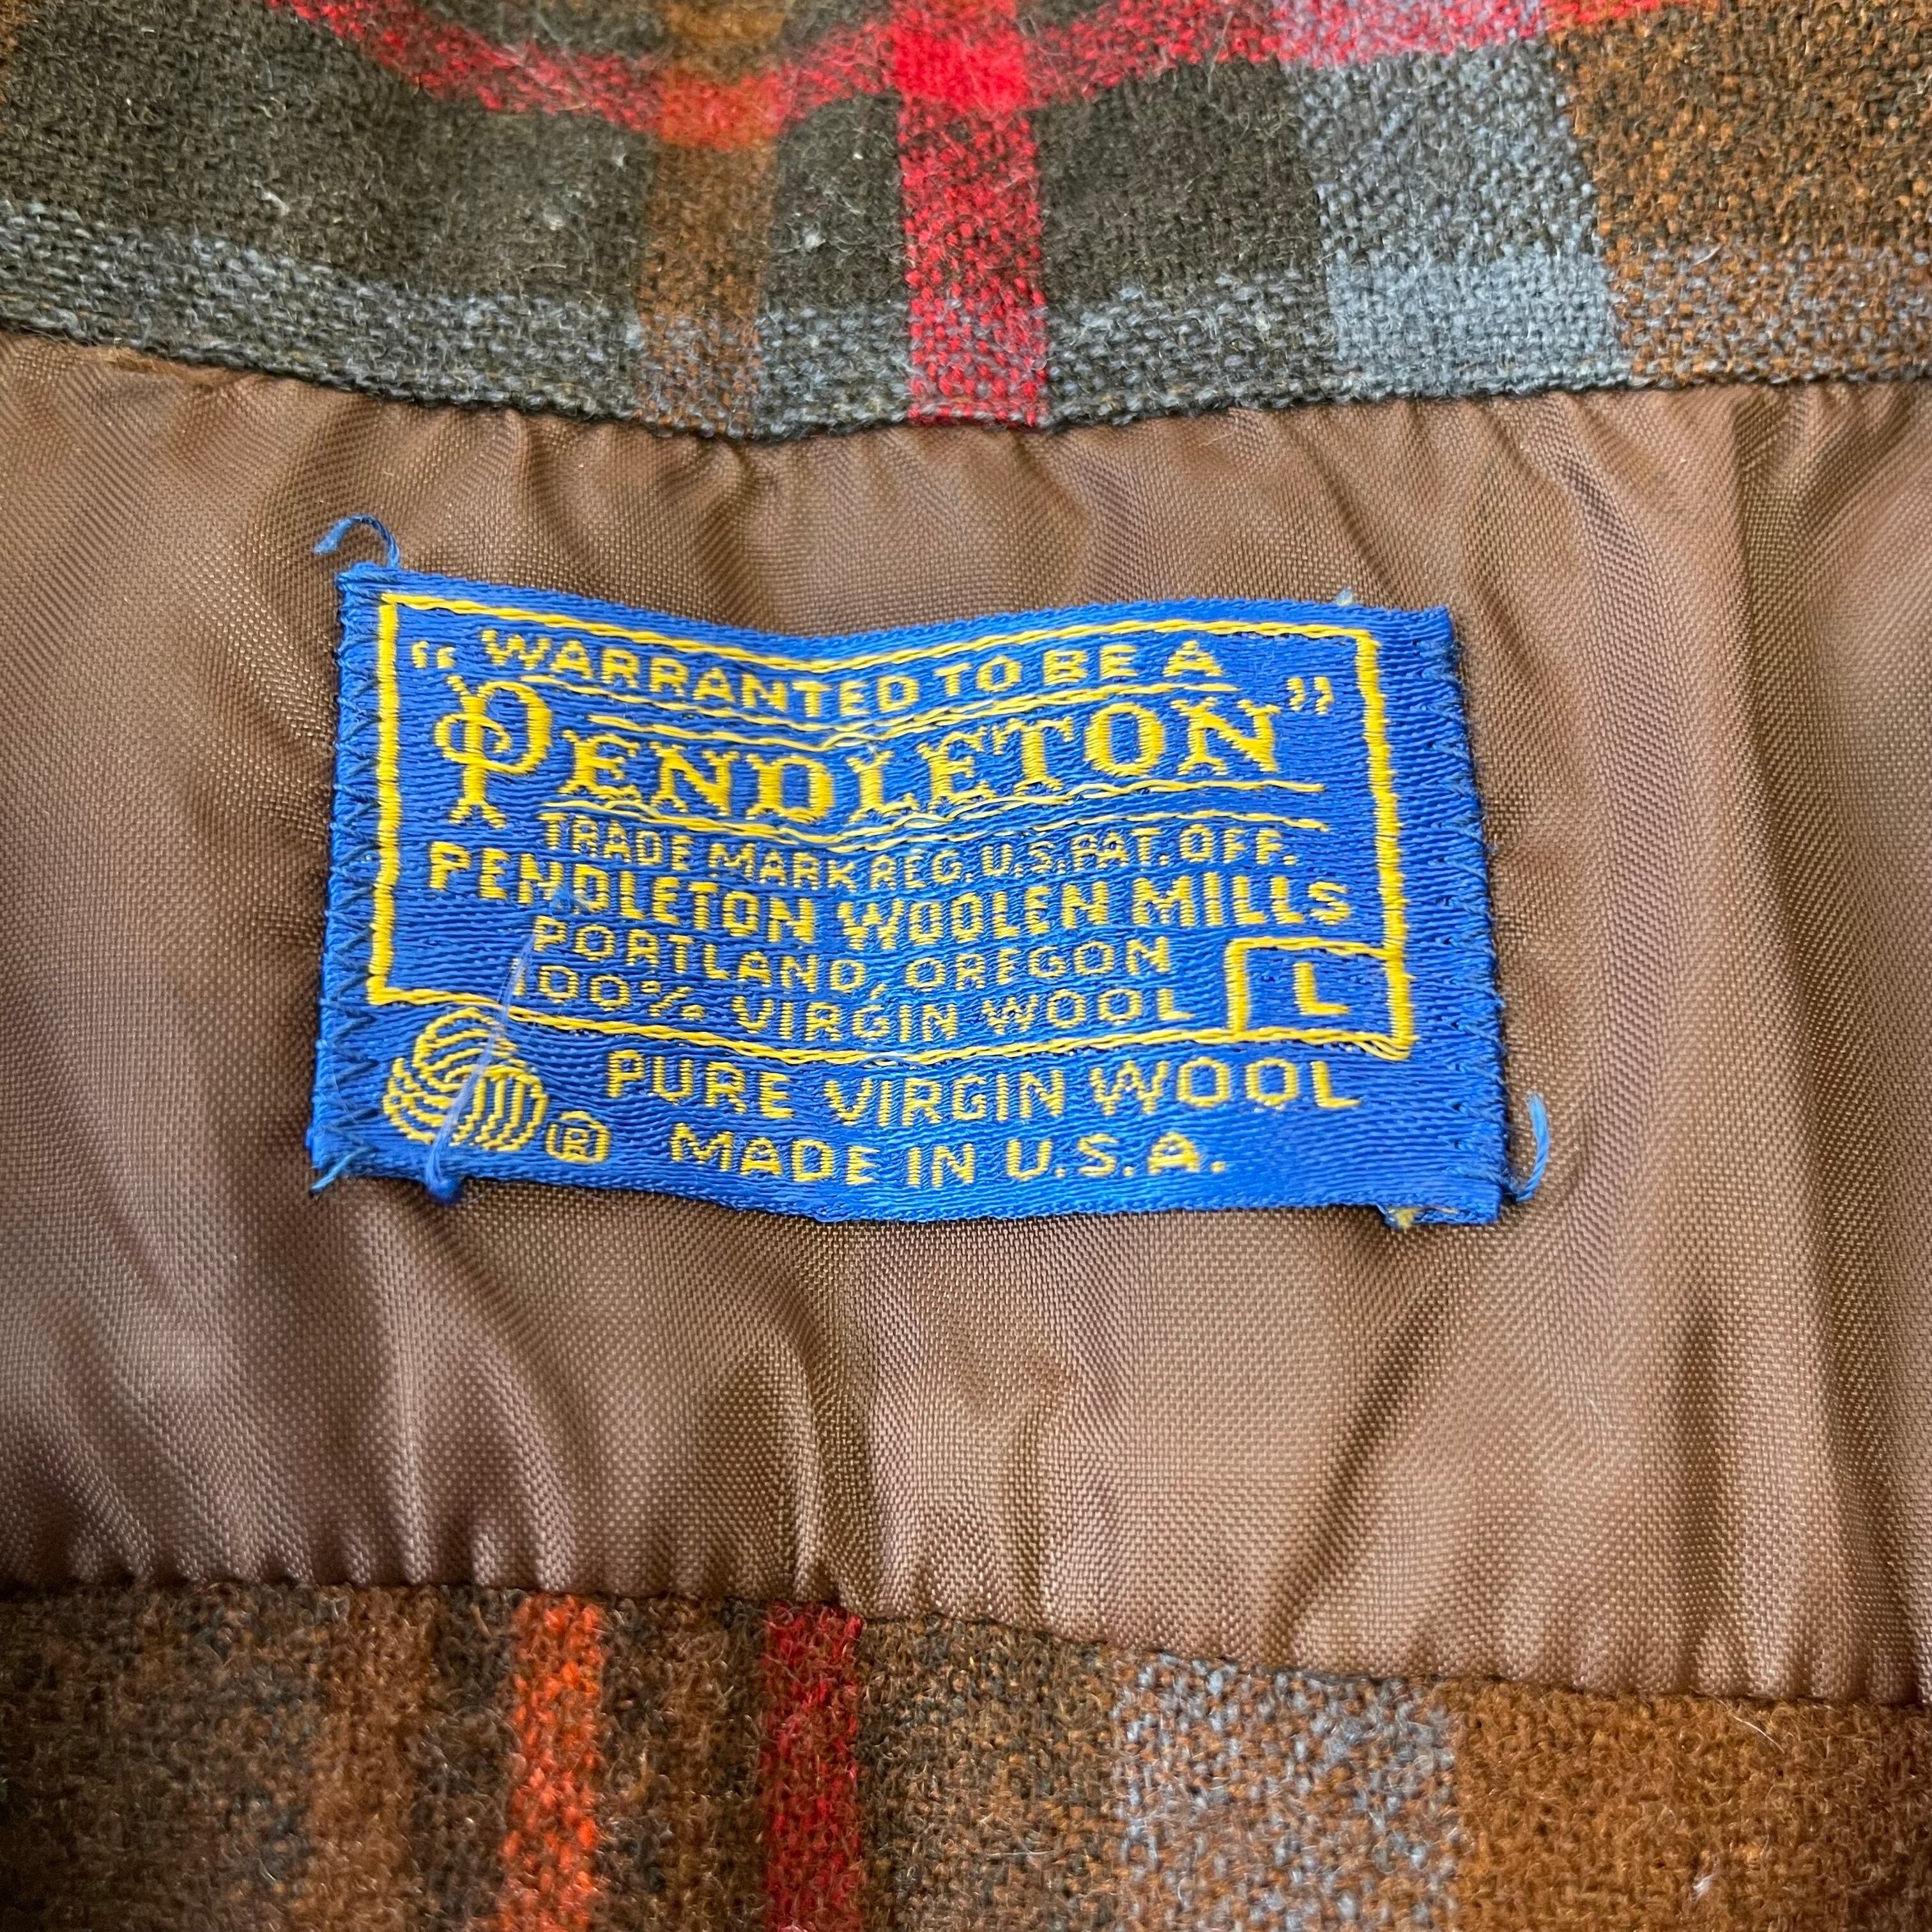 “WARRANTED TO BE A
PENDLETON”
TRADE MARK REG. U.S. PAT. OFF.
PENDLETON WOOLEN MILLS
PORTLAND, OREGON
100% VIRGIN WOOL
L
PURE VIRGIN WOOL
®
MADE IN U.S.A.